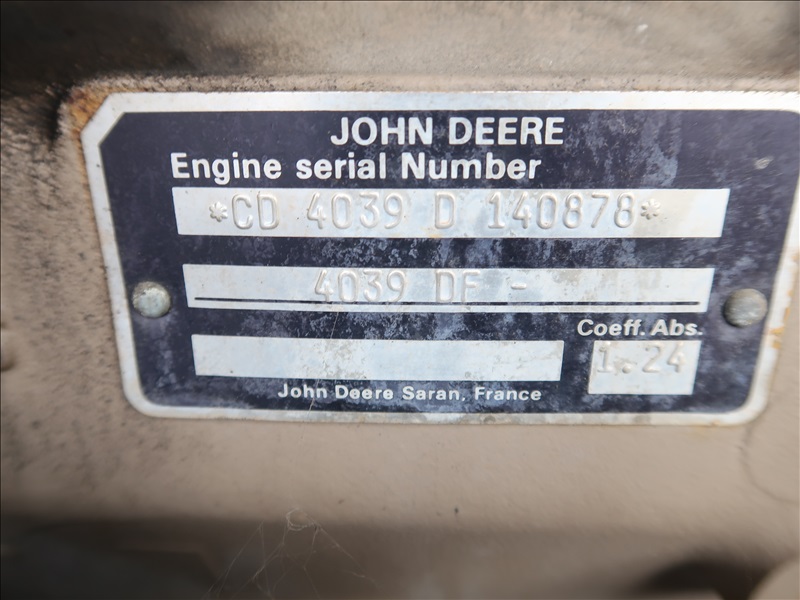 JOHN DEERE
Engine serial Number
*CD 4039 D 140878*
4039 DF -
Coeff. Abs.
1.24
John Deere Saran, France